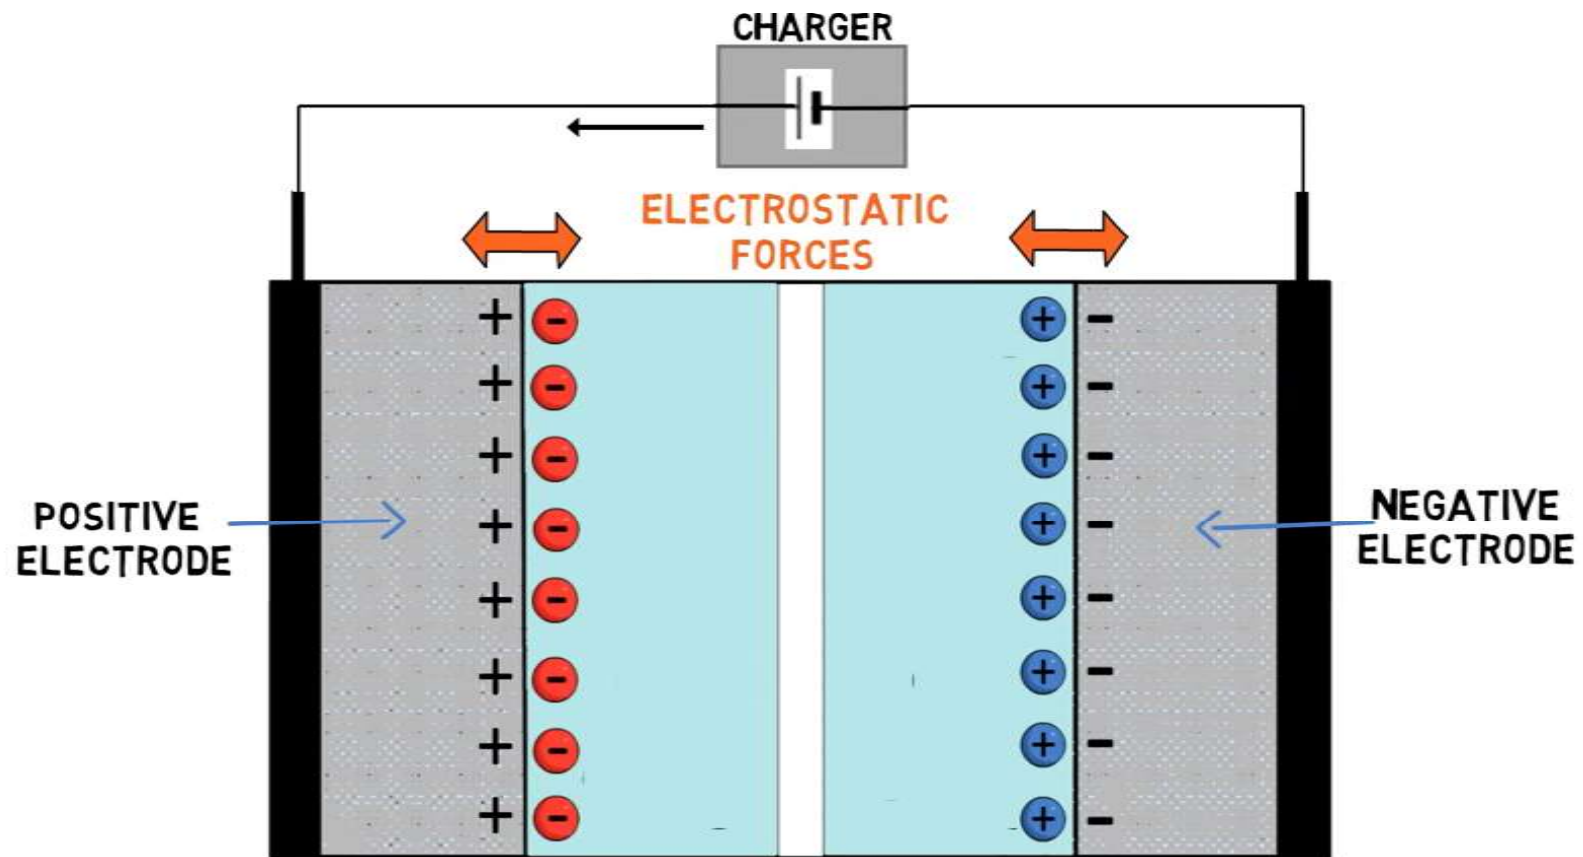 CHARGER
ELECTROSTATIC
FORCES
POSITIVE
ELECTRODE
NEGATIVE
ELECTRODE